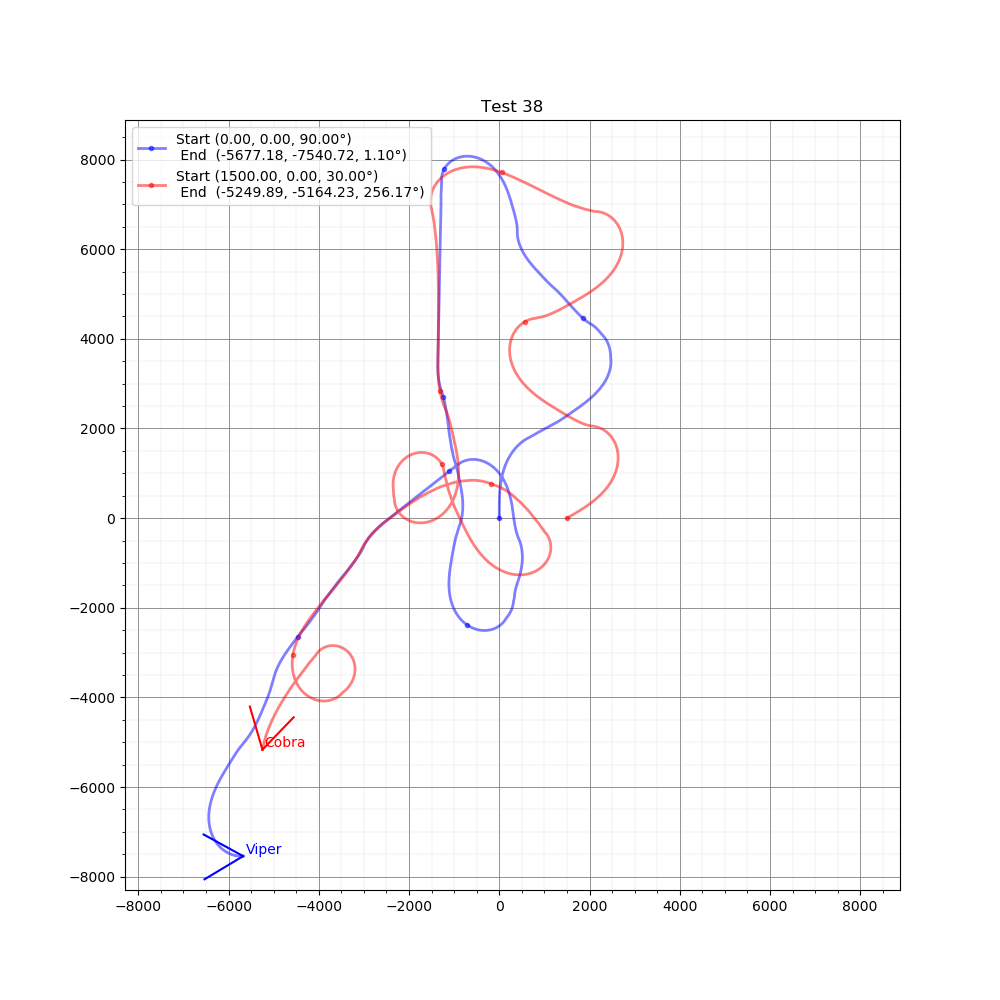 Test 38
Start (0.00, 0.00, 90.00°)
End (-5677.18, -7540.72, 1.10°)
Start (1500.00, 0.00, 30.00°)
End (-5249.89, -5164.23, 256.17°)
8000
6000
4000
2000
0
−2000
−4000
−6000
−8000
Cobra
Viper
−8000 −6000 −4000 −2000 0 2000 4000 6000 8000